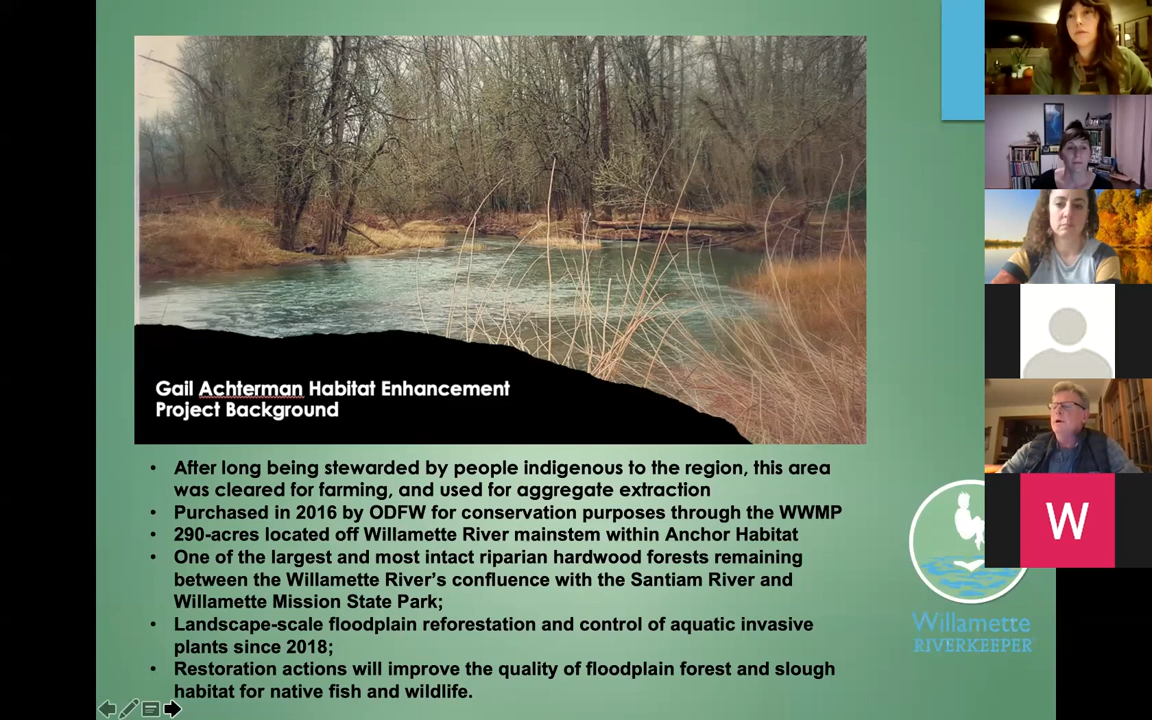 Gail Achterman Habitat Enhancement
Project Background
• After long being stewarded by people indigenous to the region, this area
was cleared for farming, and used for aggregate extraction
• Purchased in 2016 by ODFW for conservation purposes through the WWMP
• 290-acres located off Willamette River mainstem within Anchor Habitat
• One of the largest and most intact riparian hardwood forests remaining
between the Willamette River’s confluence with the Santiam River and
Willamette Mission State Park;
• Landscape-scale floodplain reforestation and control of aquatic invasive
plants since 2018;
• Restoration actions will improve the quality of floodplain forest and slough
habitat for native fish and wildlife.
W
Willamette
RIVERKEEPER